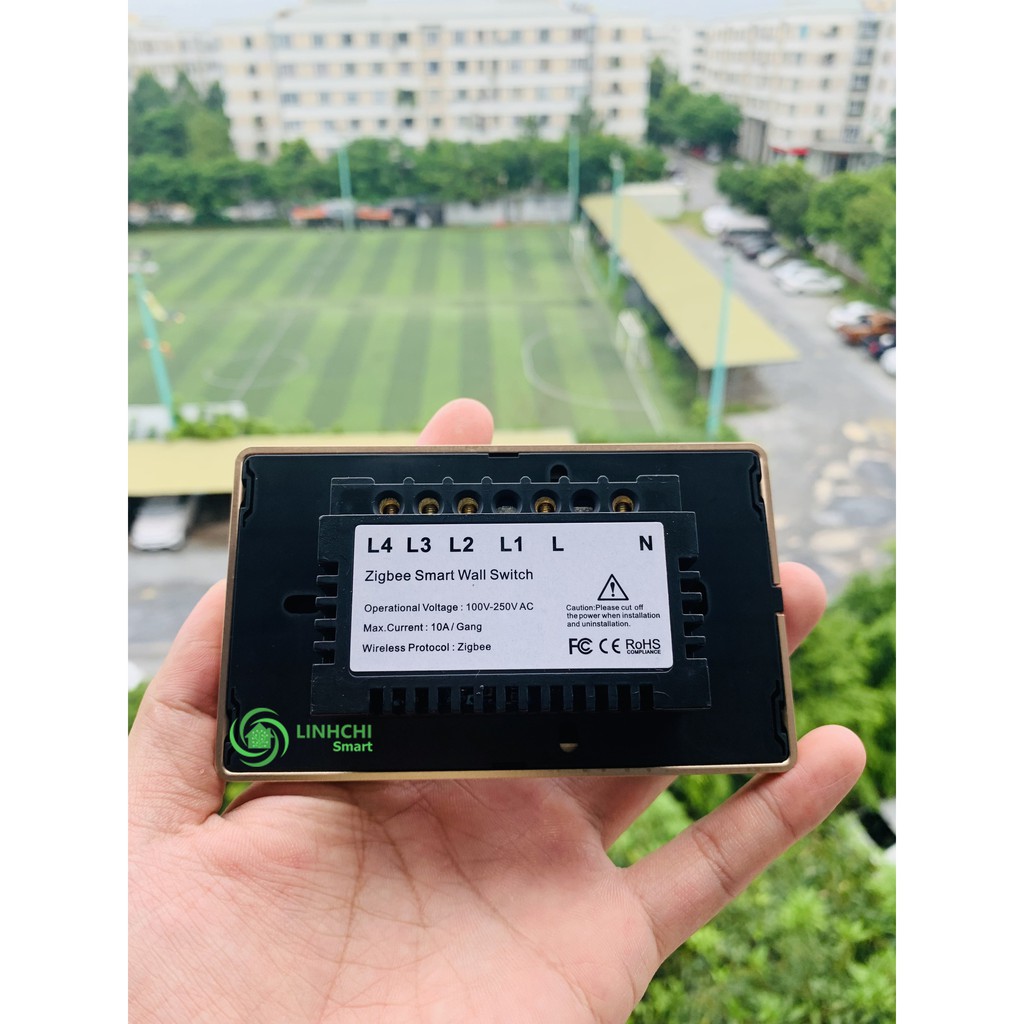 L4 L3 L2 L1 L N
Zigbee Smart Wall Switch
Operational Voltage : 100V-250V AC
Max.Current : 10A / Gang
Wireless Protocol : Zigbee
Caution:Please cut off
the power when installation
and uninstallation.
FC CE RoHS
COMPLIANCE
LINHCHI
Smart